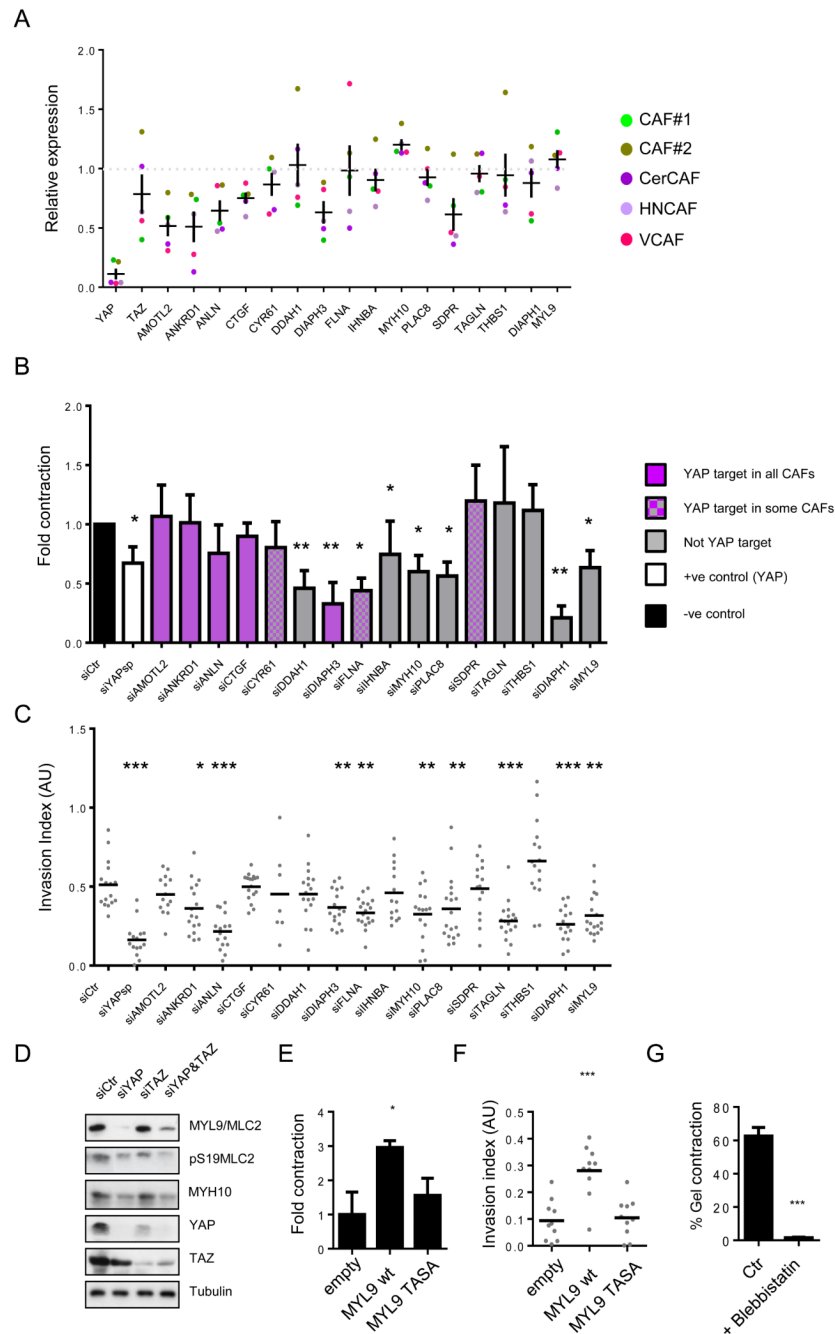 A
Relative expression
2.0
1.5
1.0
0.5
0.0
YAP
TAZ
AMOTL2
ANKRD1
ANLN
CTGF
CYR61
DDAH1
DIAPH3
FLNA
IHNBA
MYH10
PLAC8
SDPR
TAGLN
THBS1
DIAPH1
MYL9
CAF#1
CAF#2
CerCAF
HNCAF
VCAF
B
Fold contraction
2.0
1.5
1.0
0.5
0.0
*
**
**
*
*
*
*
**
*
siCtr
siYAPsp
siAMOTL2
siANKRD1
siANLN
siCTGF
siCYR61
siDDAH1
siDIAPH3
siFLNA
siIHNBA
siMYH10
siPLAC8
siSDPR
siTAGLN
siTHBS1
siDIAPH1
siMYL9
YAP target in all CAFs
YAP target in some CAFs
Not YAP target
+ve control (YAP)
-ve control
C
Invasion Index (AU)
1.5
1.0
0.5
0.0
*** * *** ** ** ** ** *** *** **
siCtr
siYAPsp
siAMOTL2
siANKRD1
siANLN
siCTGF
siCYR61
siDDAH1
siDIAPH3
siFLNA
siIHNBA
siMYH10
siPLAC8
siSDPR
siTAGLN
siTHBS1
siDIAPH1
siMYL9
D
siCtr
siYAP
siTAZ
siYAP&TAZ
MYL9/MLC2
pS19MLC2
MYH10
YAP
TAZ
Tubulin
E
Fold contraction
4
3
2
1
0
*
empty
MYL9 wt
MYL9 TASA
F
Invasion index (AU)
0.5
0.4
0.3
0.2
0.1
0.0
***
empty
MYL9 wt
MYL9 TASA
G
% Gel contraction
80
60
40
20
0
***
Ctr
+ Blebbistatin